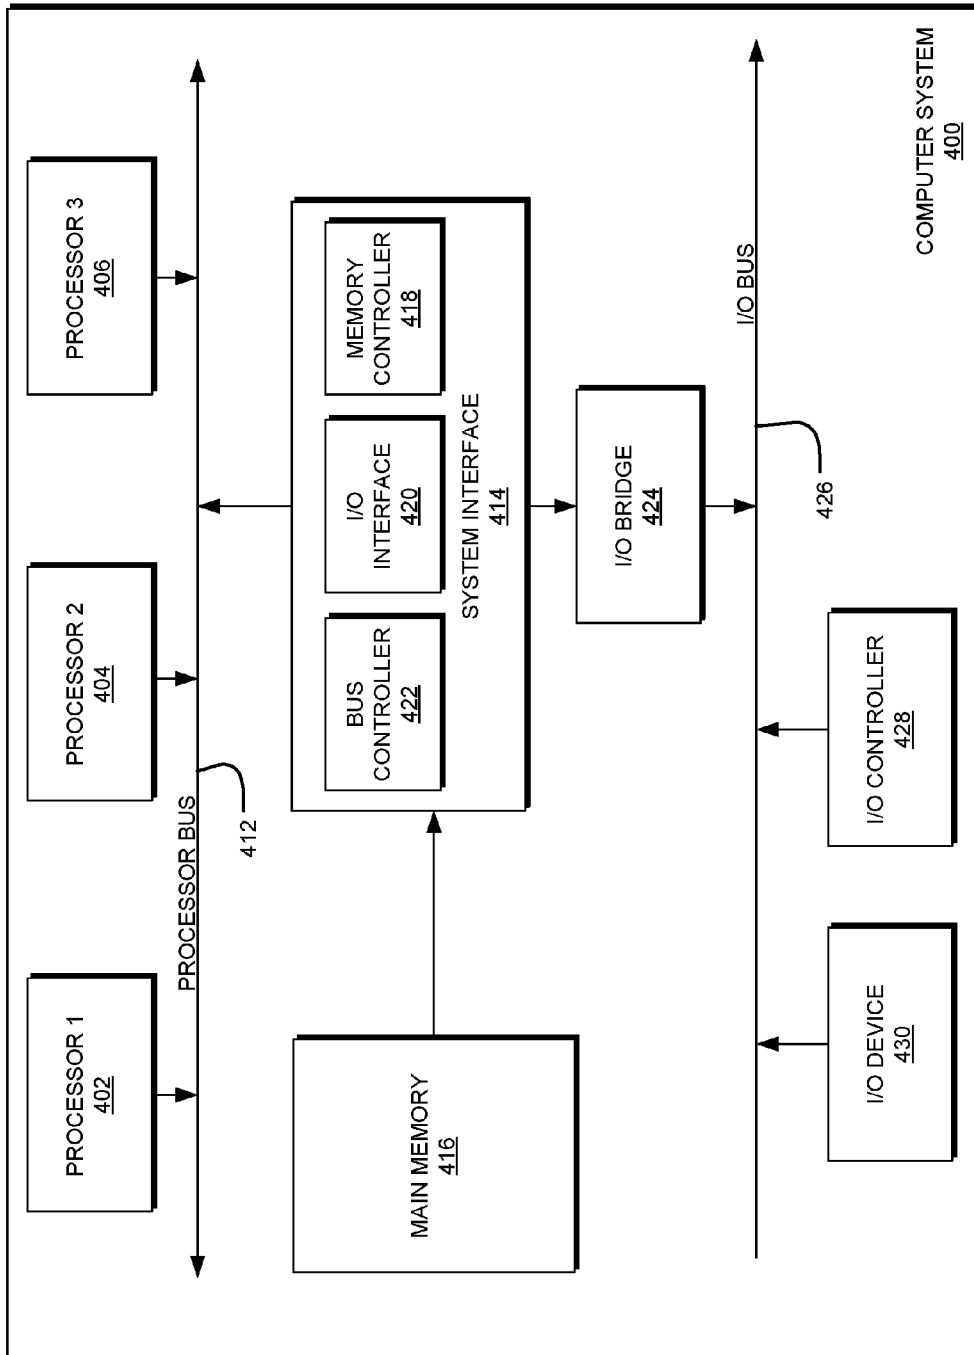 PROCESSOR 1
402
PROCESSOR 2
404
PROCESSOR 3
406
PROCESSOR BUS
412
MAIN MEMORY
416
BUS
CONTROLLER
422
I/O
INTERFACE
420
MEMORY
CONTROLLER
418
SYSTEM INTERFACE
414
I/O BRIDGE
424
I/O BUS
426
I/O DEVICE
430
I/O CONTROLLER
428
COMPUTER SYSTEM
400